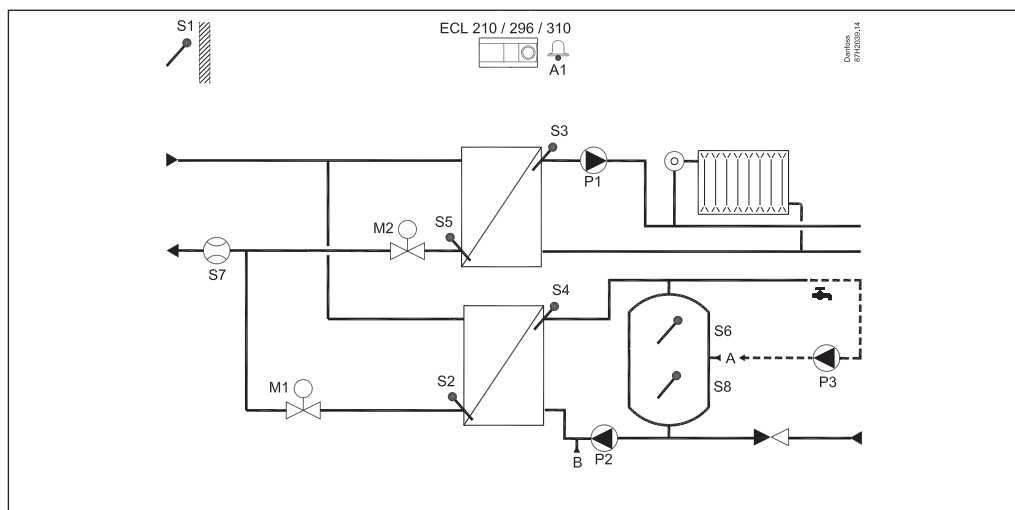 S1
ECL 210 / 296 / 310
A1
Danfoss
87H2039.14
S3
P1
M2
S5
S7
S4
S6
A
P3
S8
M1
S2
B
P2